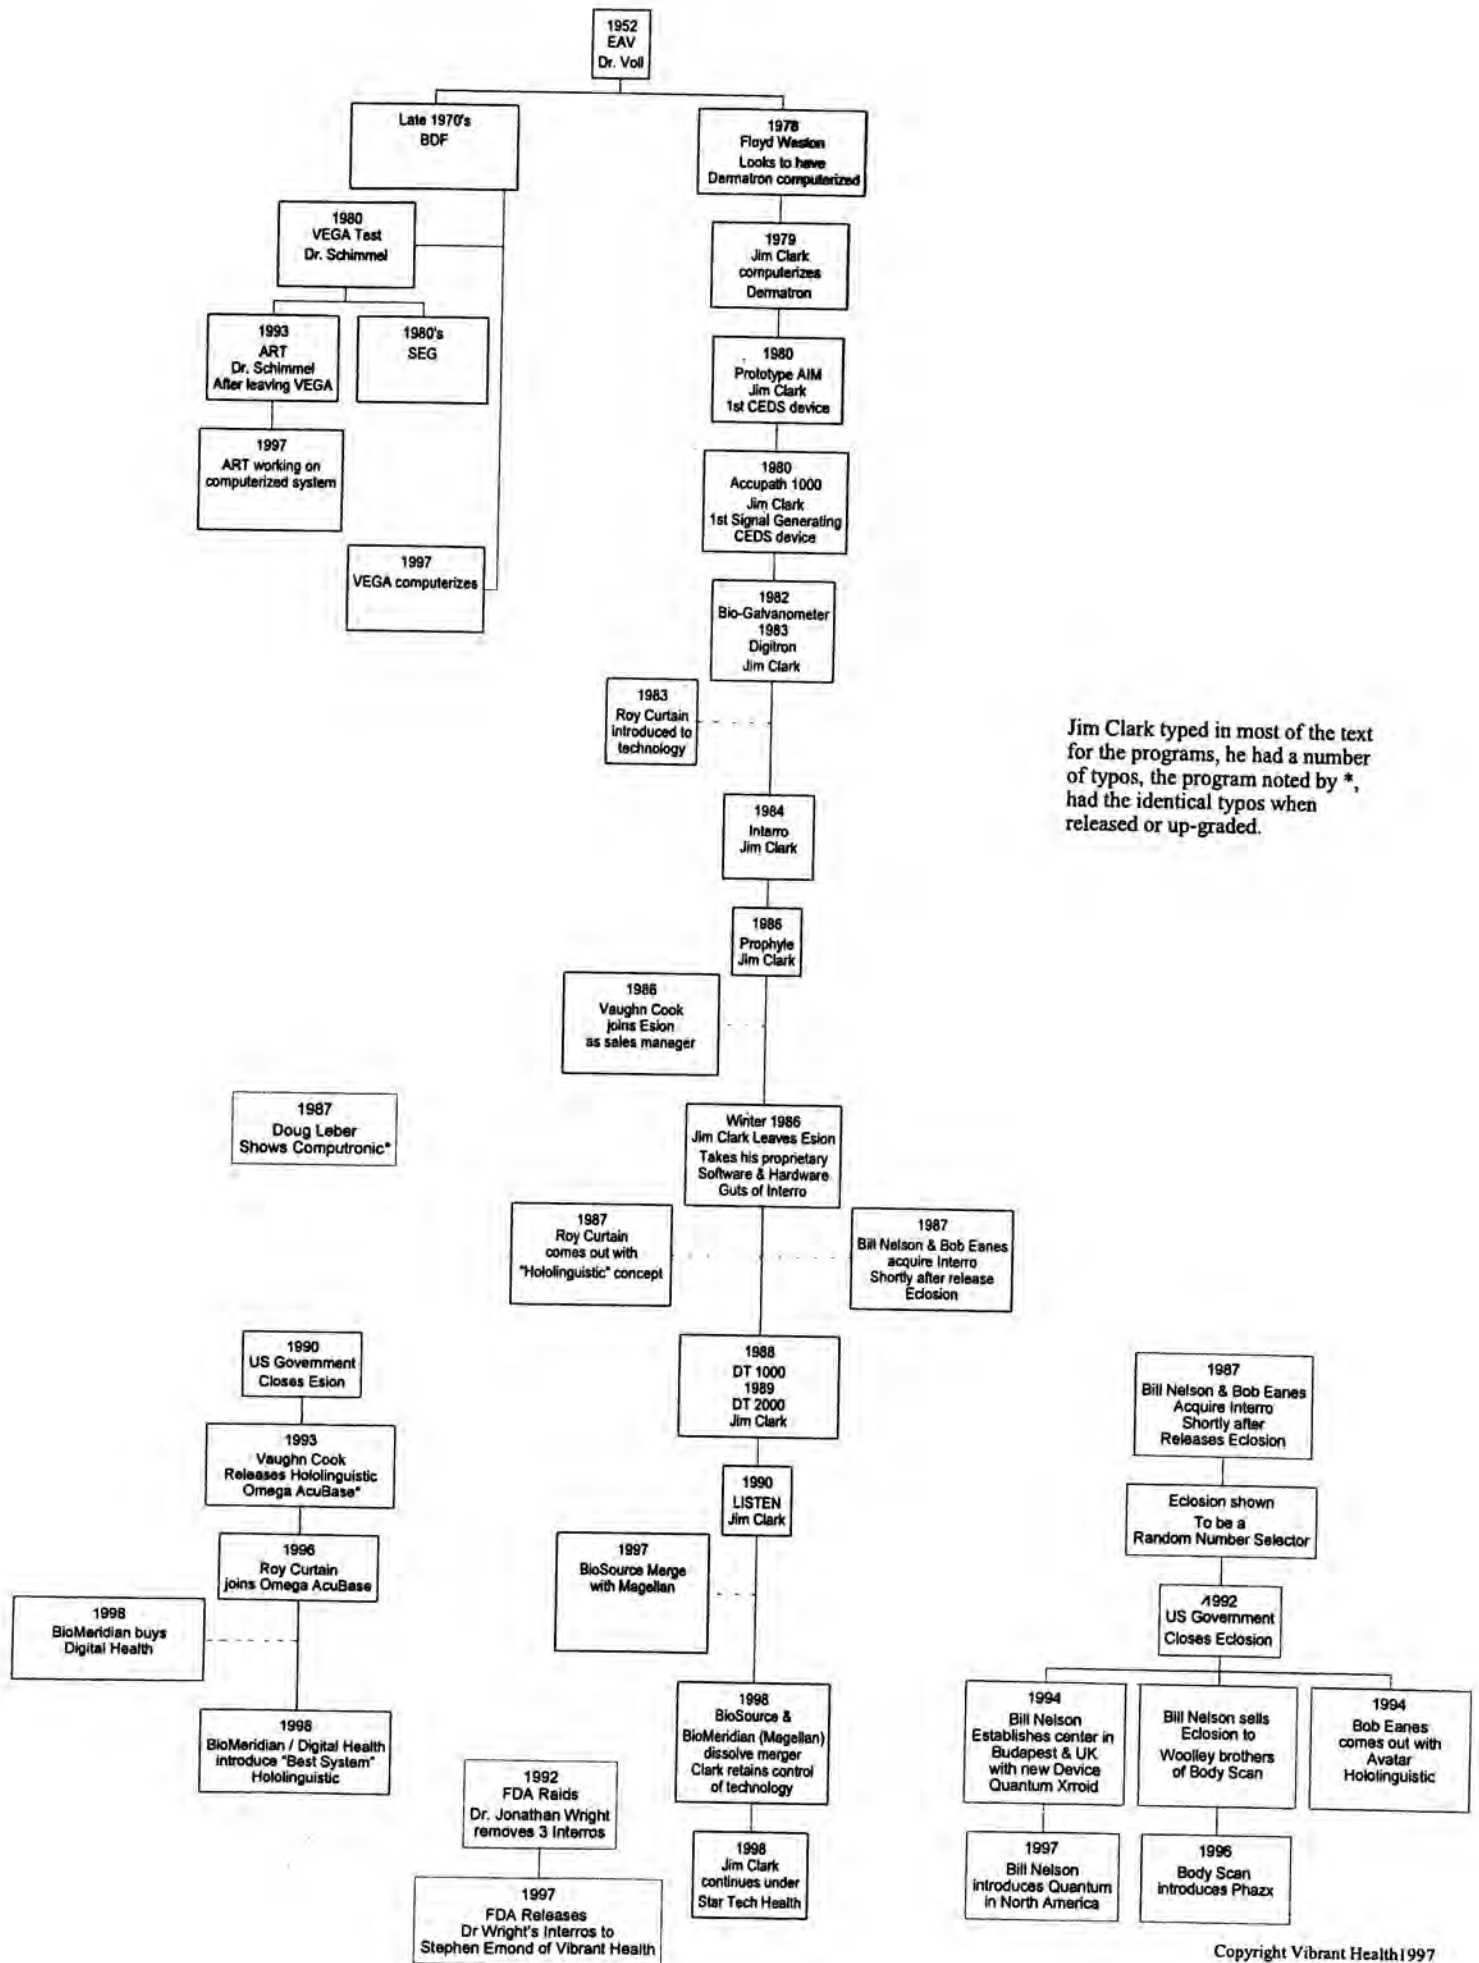 1952
EAV
Dr. Voll
Late 1970's
BDF
1978
Floyd Weston
Looks to have
Dermatron computerized
1980
VEGA Test
Dr. Schimmel
1979
Jim Clark
computerizes
Dermatron
1993
ART
Dr. Schimmel
After leaving VEGA
1980's
SEG
1980
Prototype AIM
Jim Clark
1st CEDS device
1997
ART working on
computerized system
1980
Accupath 1000
Jim Clark
1st Signal Generating
CEDS device
1997
VEGA computerizes
1982
Bio-Galvanometer
1983
Digitron
Jim Clark
1983
Roy Curtain
introduced to
technology
Jim Clark typed in most of the text
for the programs, he had a number
of typos, the program noted by *,
had the identical typos when
released or up-graded.
1984
Interro
Jim Clark
1986
Prophyle
Jim Clark
1986
Vaughn Cook
joins Esion
as sales manager
1987
Doug Leber
Shows Computronic*
Winter 1986
Jim Clark Leaves Esion
Takes his proprietary
Software & Hardware
Guts of Interro
1987
Roy Curtain
comes out with
"Hololinguistic" concept
1987
Bill Nelson & Bob Eanes
acquire Interro
Shortly after release
Eclosion
1990
US Government
Closes Esion
1988
DT 1000
1989
DT 2000
Jim Clark
1987
Bill Nelson & Bob Eanes
Acquire Interro
Shortly after
Releases Eclosion
1993
Vaughn Cook
Releases Hololinguistic
Omega AcuBase*
1990
LISTEN
Jim Clark
Eclosion shown
To be a
Random Number Selector
1996
Roy Curtain
joins Omega AcuBase
1997
BioSource Merge
with Magellan
1992
US Government
Closes Eclosion
1998
BioMeridian buys
Digital Health
1998
BioMeridian / Digital Health
introduce "Best System"
Hololinguistic
1998
BioSource &
BioMeridian (Magellan)
dissolve merger
Clark retains control
of technology
1994
Bill Nelson
Establishes center in
Budapest & UK
with new Device
Quantum Xrroid
Bill Nelson sells
Eclosion to
Woolley brothers
of Body Scan
1994
Bob Eanes
comes out with
Avatar
Hololinguistic
1992
FDA Raids
Dr. Jonathan Wright
removes 3 Interros
1998
Jim Clark
continues under
Star Tech Health
1997
Bill Nelson
introduces Quantum
in North America
1996
Body Scan
introduces Phazx
1997
FDA Releases
Dr Wright's Interros to
Stephen Emond of Vibrant Health
Copyright Vibrant Health1997